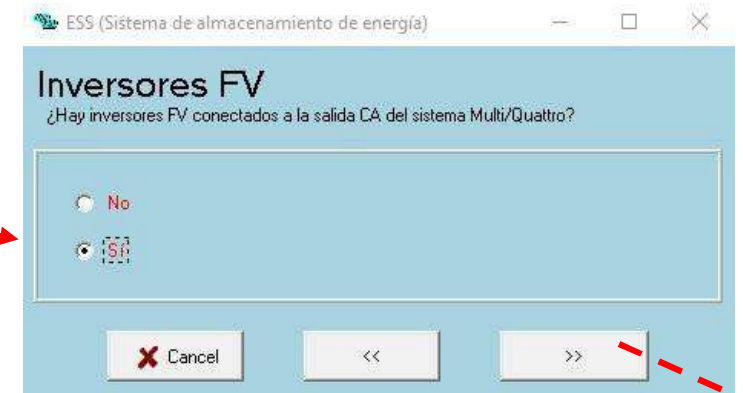 ESS (Sistema de almacenamiento de energía)
Inversores FV
¿Hay inversores FV conectados a la salida CA del sistema Multi/Quattro?
No
Sí
Cancel
<<
>>